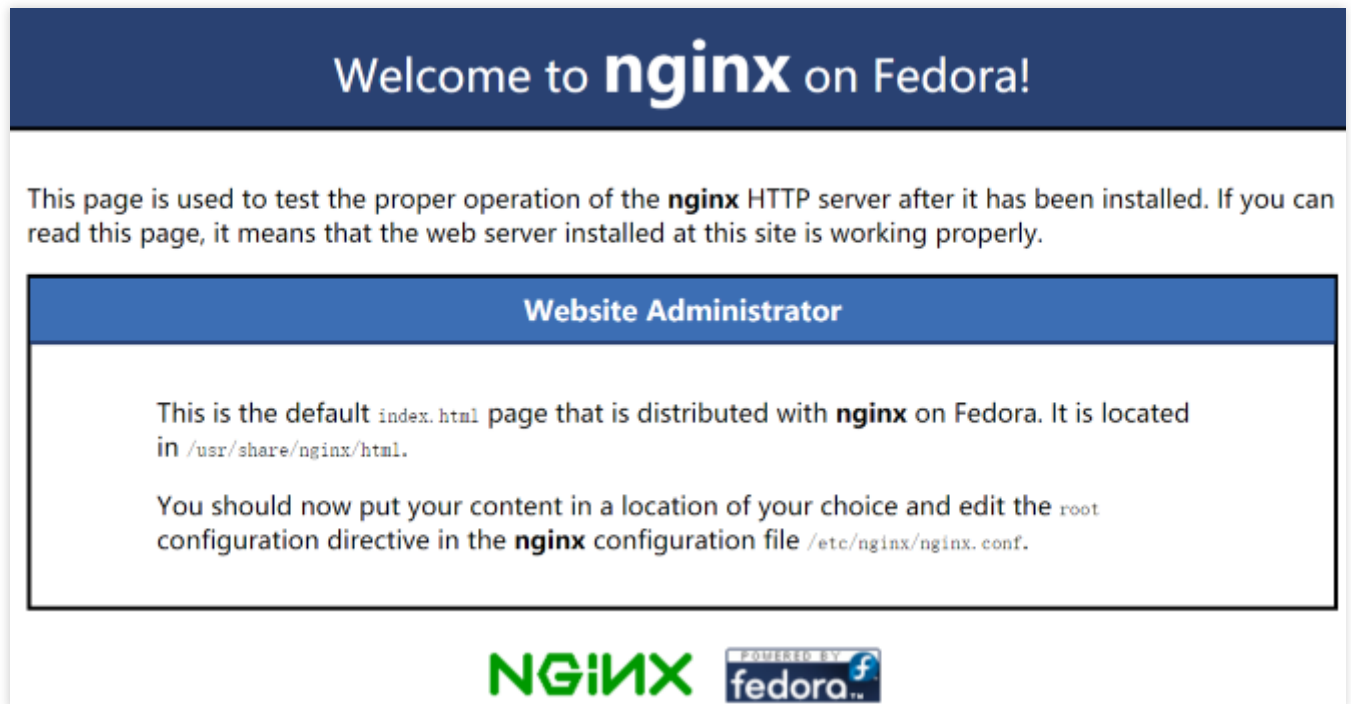 Welcome to nginx on Fedora!
This page is used to test the proper operation of the nginx HTTP server after it has been installed. If you can
read this page, it means that the web server installed at this site is working properly.
Website Administrator
This is the default index.html page that is distributed with nginx on Fedora. It is located
in /usr/share/nginx/html.
You should now put your content in a location of your choice and edit the root
configuration directive in the nginx configuration file /etc/nginx/nginx.conf.
NGINX
POWERED BY
fedora™